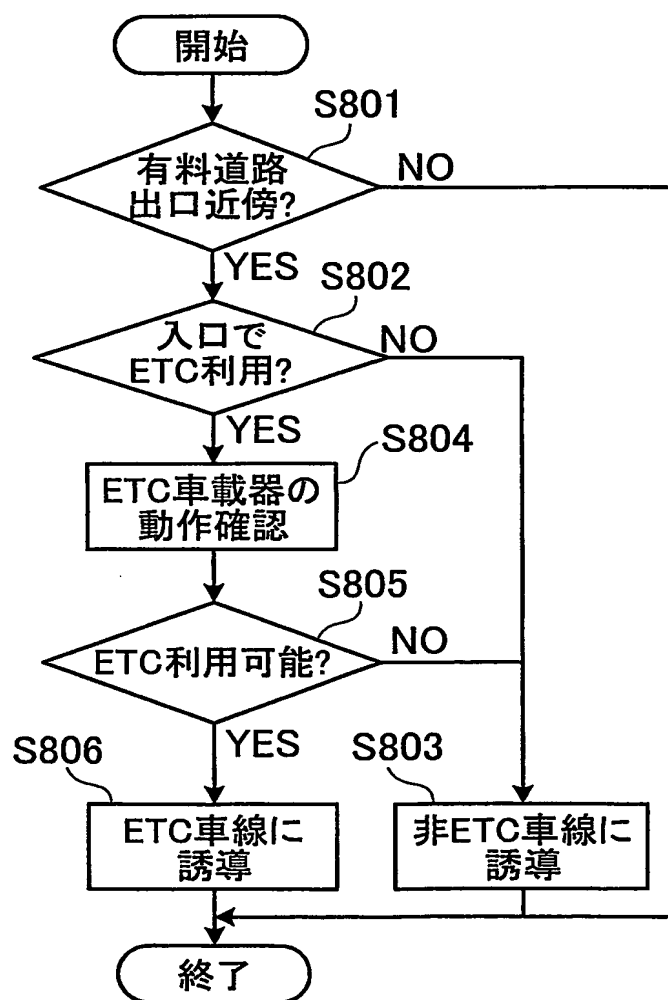 開始
S801
有料道路
出口近傍?
NO
YES
S802
入口で
ETC利用?
NO
YES
S804
ETC車載器の
動作確認
S805
ETC利用可能?
NO
YES
S806
ETC車線に
誘導
S803
非ETC車線に
誘導
終了